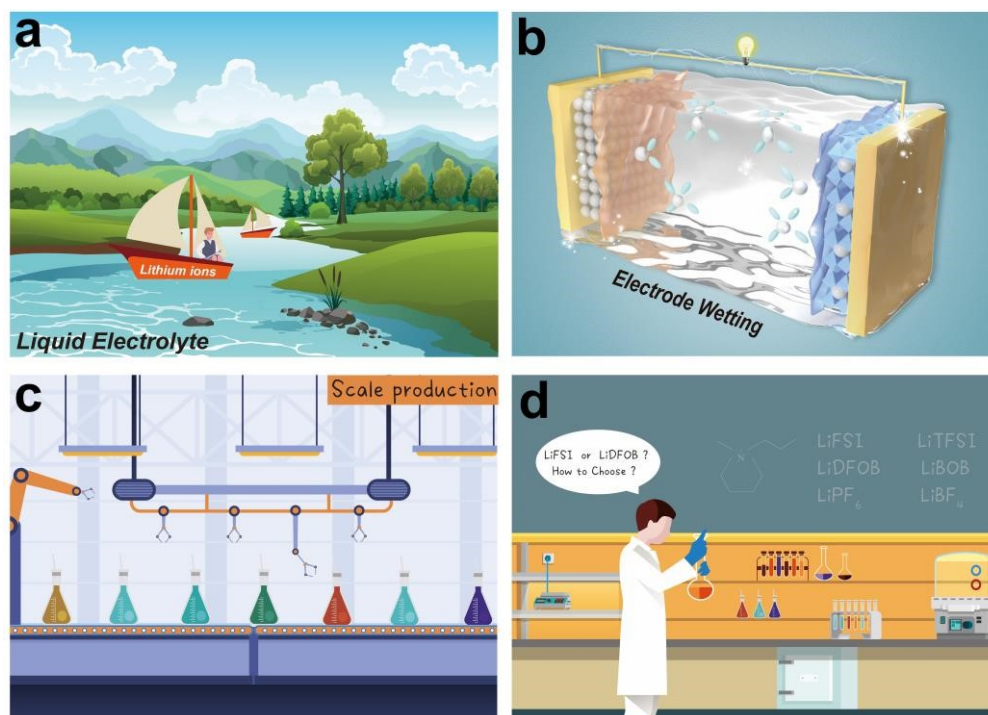 a
Lithium ions
Liquid Electrolyte
b
Electrode Wetting
c
Scale production
d
LiFSI or LiDFOB ?
How to Choose ?
N
LiFSI LiTFSI
LiDFOB LiBOB
LiPF₆ LiBF₄